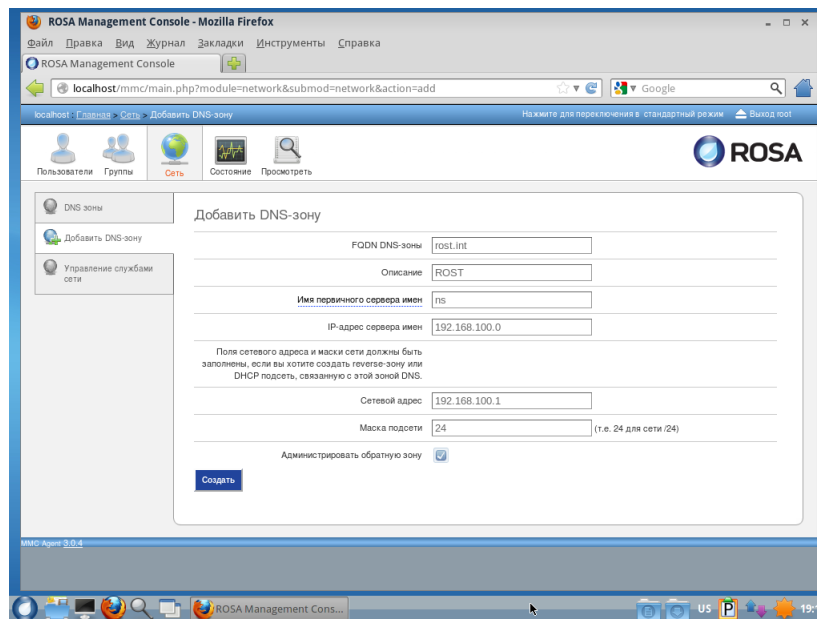 ROSA Management Console - Mozilla Firefox
Файл Правка Вид Журнал Закладки Инструменты Справка
ROSA Management Console
localhost/mmc/main.php?module=network&submod=network&action=add
Google
localhost : Главная > Сеть > Добавить DNS-зону
Нажмите для переключения в стандартный режим
Выход root
Пользователи Группы Сеть Состояние Просмотреть
ROSA
DNS зоны
Добавить DNS-зону
Управление службами
сети
Добавить DNS-зону
FQDN DNS-зоны rost.int
Описание ROST
Имя первичного сервера имен ns
IP-адрес сервера имен 192.168.100.0
Поля сетевого адреса и маски сети должны быть
заполнены, если вы хотите создать reverse-зону или
DHCP подсеть, связанную с этой зоной DNS.
Сетевой адрес 192.168.100.1
Маска подсети 24 (т.е. 24 для сети /24)
Администрировать обратную зону
Создать
MMC Agent 3.0.4
ROSA Management Cons...
US
P